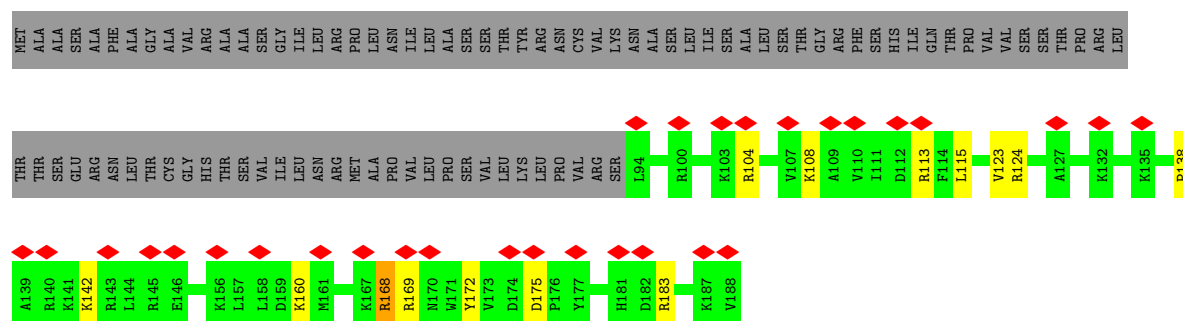 MET ALA ALA SER ALA PHE ALA GLY ALA VAL ARG ALA ALA SER GLY ILE LEU ARG PRO LEU ASN ILE LEU ALA SER SER THR TYR ARG ASN CYS VAL LYS ASN ALA SER LEU ILE SER ALA LEU SER THR GLY ARG PHE SER HIS ILE GLN THR PRO VAL VAL SER SER THR PRO ARG LEU
THR THR SER GLU ARG ASN LEU THR CYS GLY HIS THR SER VAL ILE LEU ASN ARG MET ALA PRO VAL LEU PRO SER VAL LEU LYS LEU PRO VAL ARG SER L94 R100 K103 R104 V107 K108 A109 V110 I111 D112 R113 F114 L115 V123 R124 A127 K132 K135
A139 R140 K141 K142 R143 L144 R145 E146 K156 L157 L158 D159 K160 M161 K167 R168 R169 N170 W171 Y172 V173 D174 D175 P176 Y177 H181 D182 R183 K187 V188